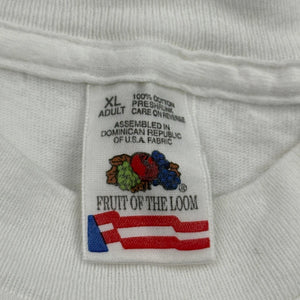 XL
ADULT
100% COTTON
PRESHRUNK
CARE ON REVERSE
ASSEMBLED IN
DOMINICAN REPUBLIC
OF U.S.A. FABRIC
®
FRUIT OF THE LOOM